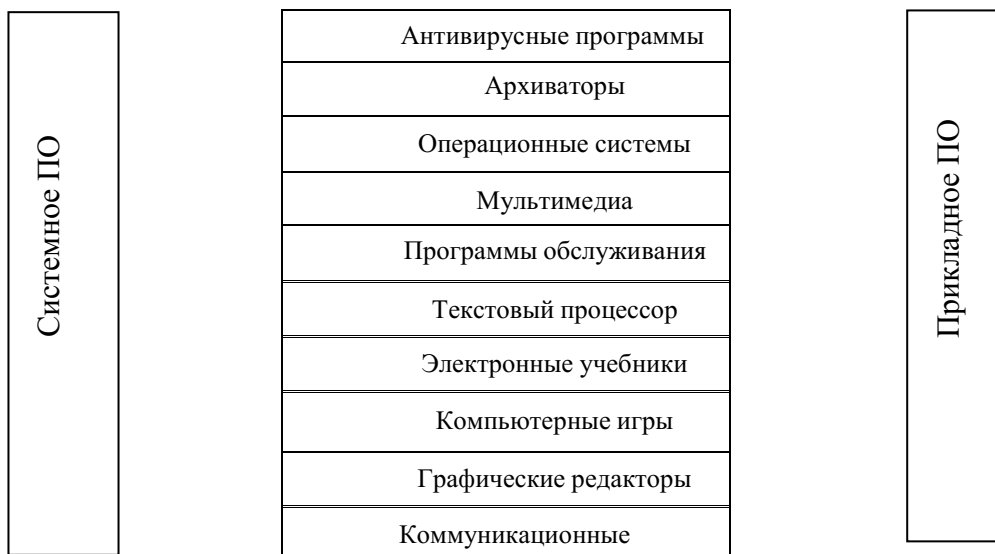 Системное ПО
Антивирусные программы
Архиваторы
Операционные системы
Мультимедиа
Программы обслуживания
Текстовый процессор
Электронные учебники
Компьютерные игры
Графические редакторы
Коммуникационные
Прикладное ПО